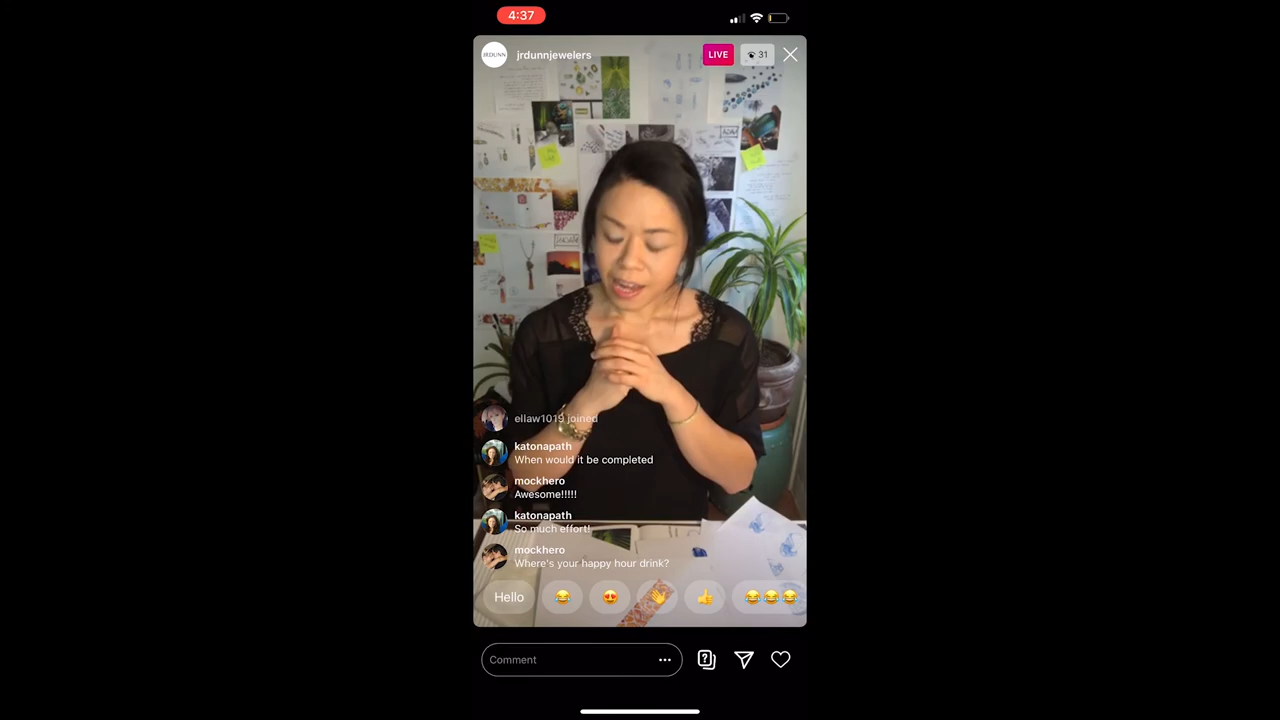 4:37
JRDUNN
jrdunnjewelers
LIVE
31
ellaw1019 joined
katonapath
When would it be completed
mockhero
Awesome!!!!!
katonapath
So much effort!
mockhero
Where's your happy hour drink?
Hello
Comment